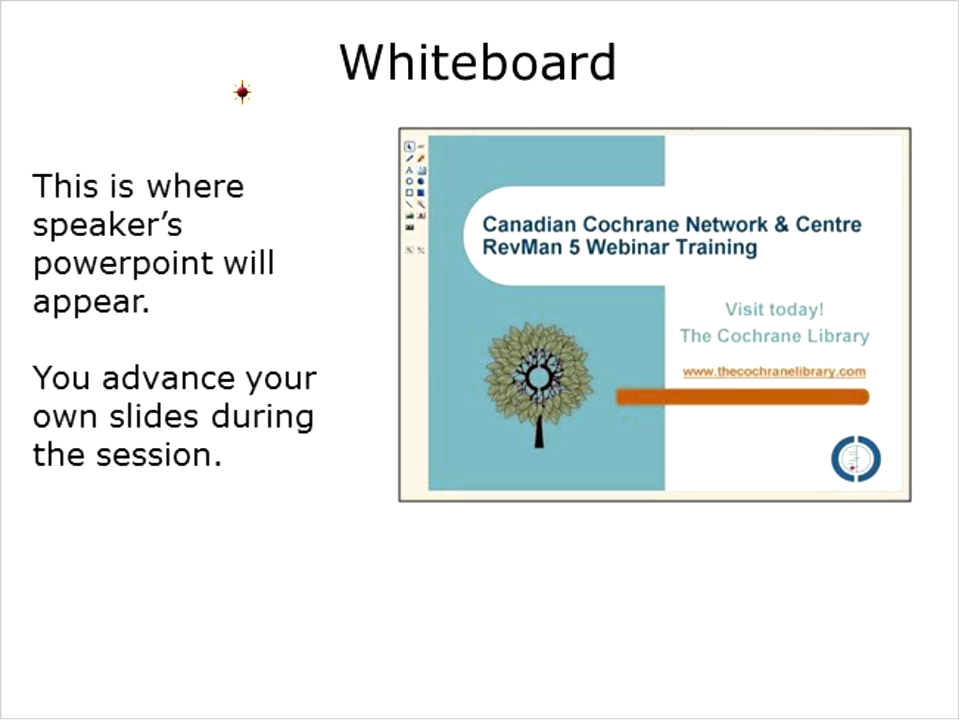 Whiteboard
This is where
speaker’s
powerpoint will
appear.
You advance your
own slides during
the session.
Canadian Cochrane Network & Centre
RevMan 5 Webinar Training
Visit today!
The Cochrane Library
www.thecochranelibrary.com